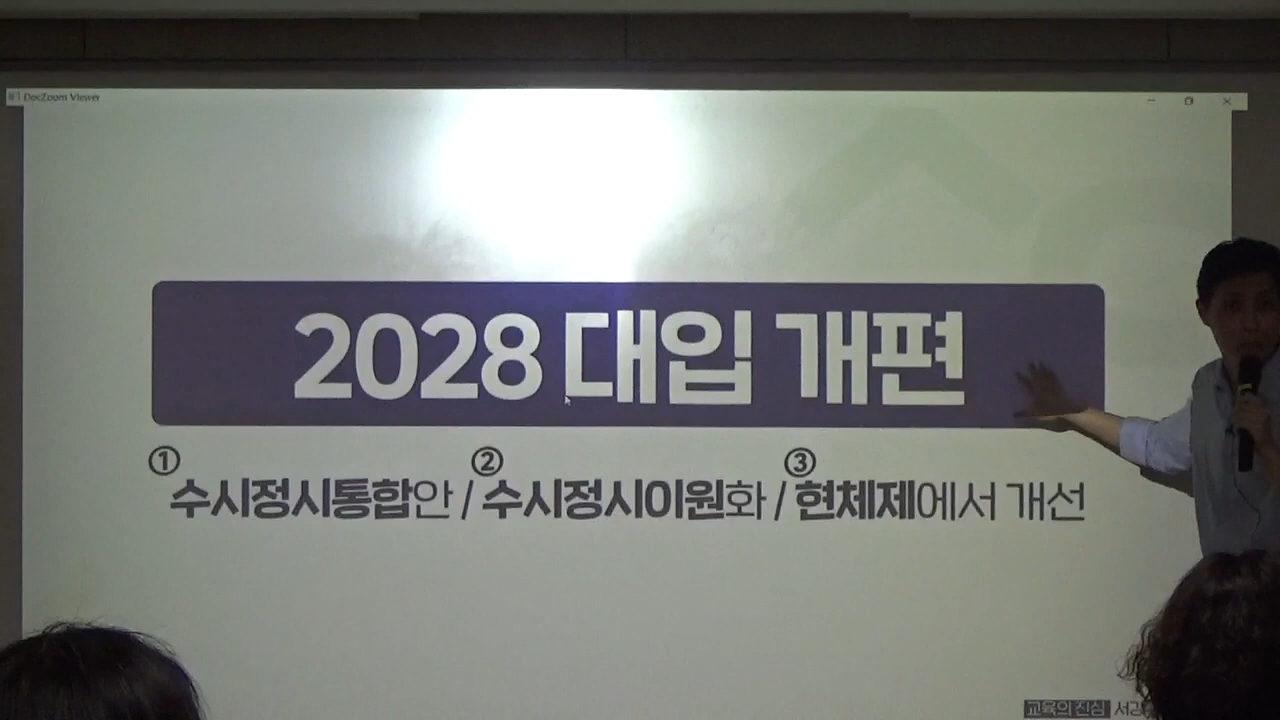 DocZoom Viewer
2028 대입 개편
① ② ③
수시정시통합안 / 수시정시이원화 / 현체제에서 개선
교육의 진심